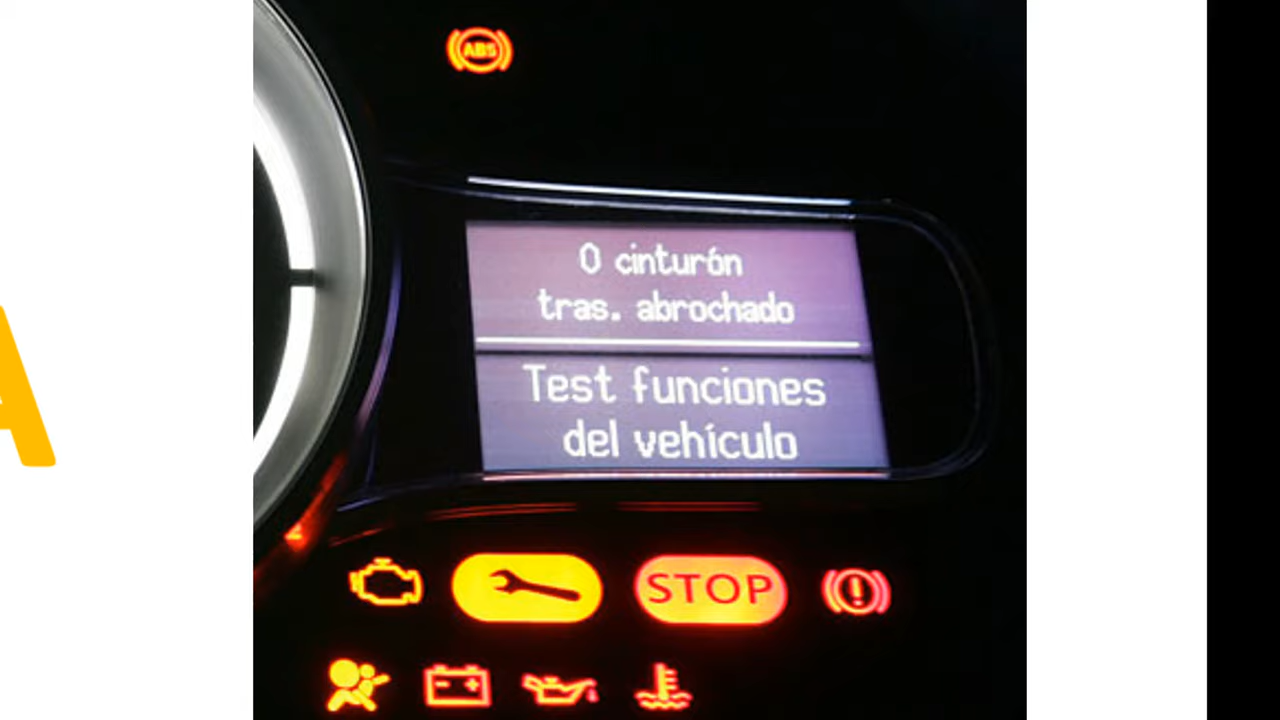 ABS
0 cinturón
tras. abrochado
Test funciones
del vehículo
STOP
A